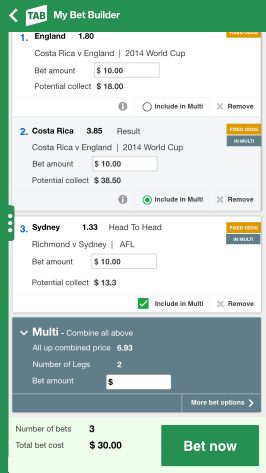 TAB My Bet Builder
1. England 1.80 FIXED ODDS
Costa Rica v England | 2014 World Cup
Bet amount $ 10.00
Potential collect $ 18.00
i Include in Multi Remove
2. Costa Rica 3.85 Result FIXED ODDS
IN MULTI
Costa Rica v England | 2014 World Cup
Bet amount $ 10.00
Potential collect $ 38.50
i Include in Multi Remove
3. Sydney 1.33 Head To Head FIXED ODDS
IN MULTI
Richmond v Sydney | AFL
Bet amount $ 10.00
Potential collect $ 13.3
Include in Multi Remove
Multi - Combine all above
All up combined price 6.93
Number of Legs 2
Bet amount $
More bet options
Number of bets 3
Total bet cost $ 30.00
Bet now